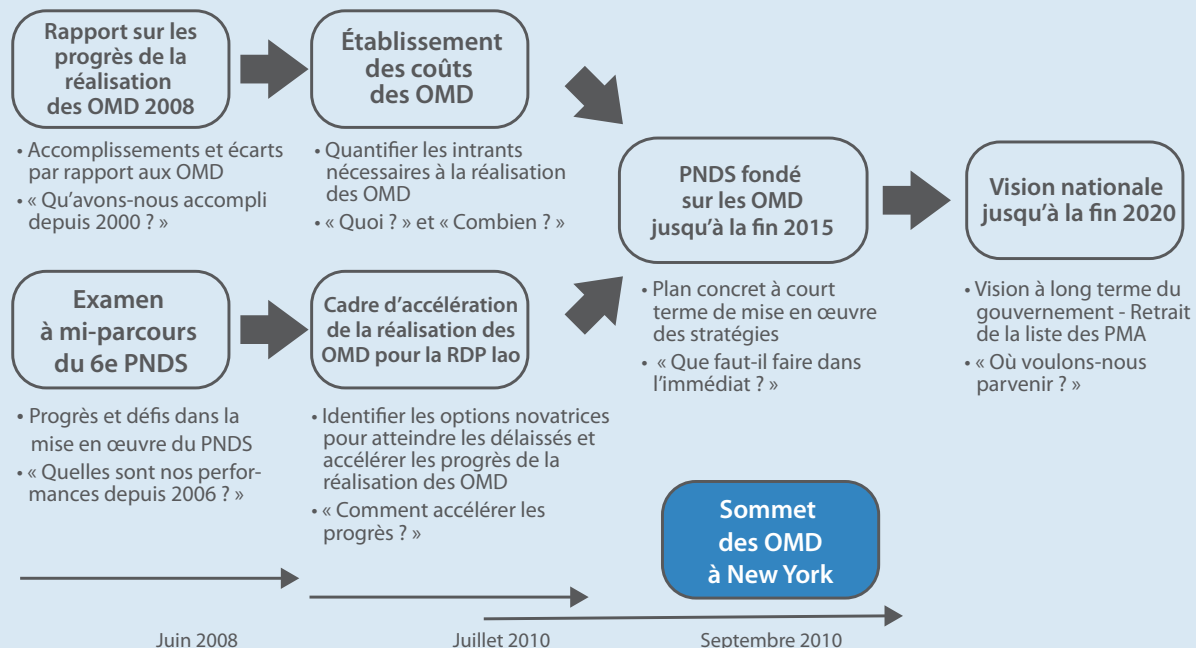 Rapport sur les
progrès de la
réalisation
des OMD 2008
• Accomplissements et écarts
par rapport aux OMD
• « Qu'avons-nous accompli
depuis 2000 ? »
Établissement
des coûts
des OMD
• Quantifier les intrants
nécessaires à la réalisation
des OMD
• « Quoi ? » et « Combien ? »
Examen
à mi-parcours
du 6e PNDS
• Progrès et défis dans la
mise en œuvre du PNDS
• « Quelles sont nos perfor-
mances depuis 2006 ? »
Cadre d'accélération
de la réalisation des
OMD pour la RDP lao
• Identifier les options novatrices
pour atteindre les délaissés et
accélérer les progrès de la
réalisation des OMD
• « Comment accélérer les
progrès ? »
PNDS fondé
sur les OMD
jusqu'à la fin 2015
• Plan concret à court
terme de mise en œuvre
des stratégies
• « Que faut-il faire dans
l'immédiat ? »
Vision nationale
jusqu'à la fin 2020
• Vision à long terme du
gouvernement - Retrait
de la liste des PMA
• « Où voulons-nous
parvenir ? »
Sommet
des OMD
à New York
Juin 2008
Juillet 2010
Septembre 2010